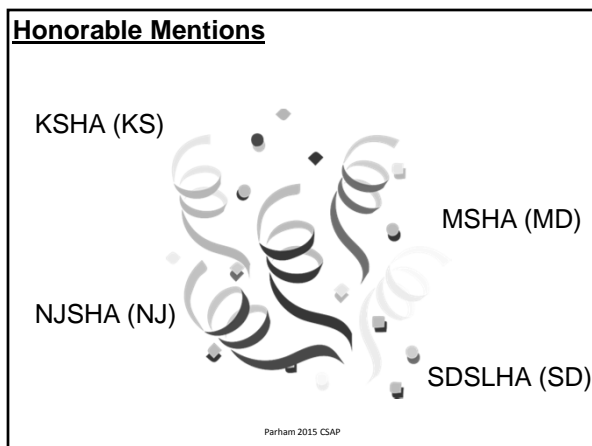 Honorable Mentions
KSHA (KS)
MSHA (MD)
NJSHA (NJ)
SDSLHA (SD)
Parham 2015 CSAP